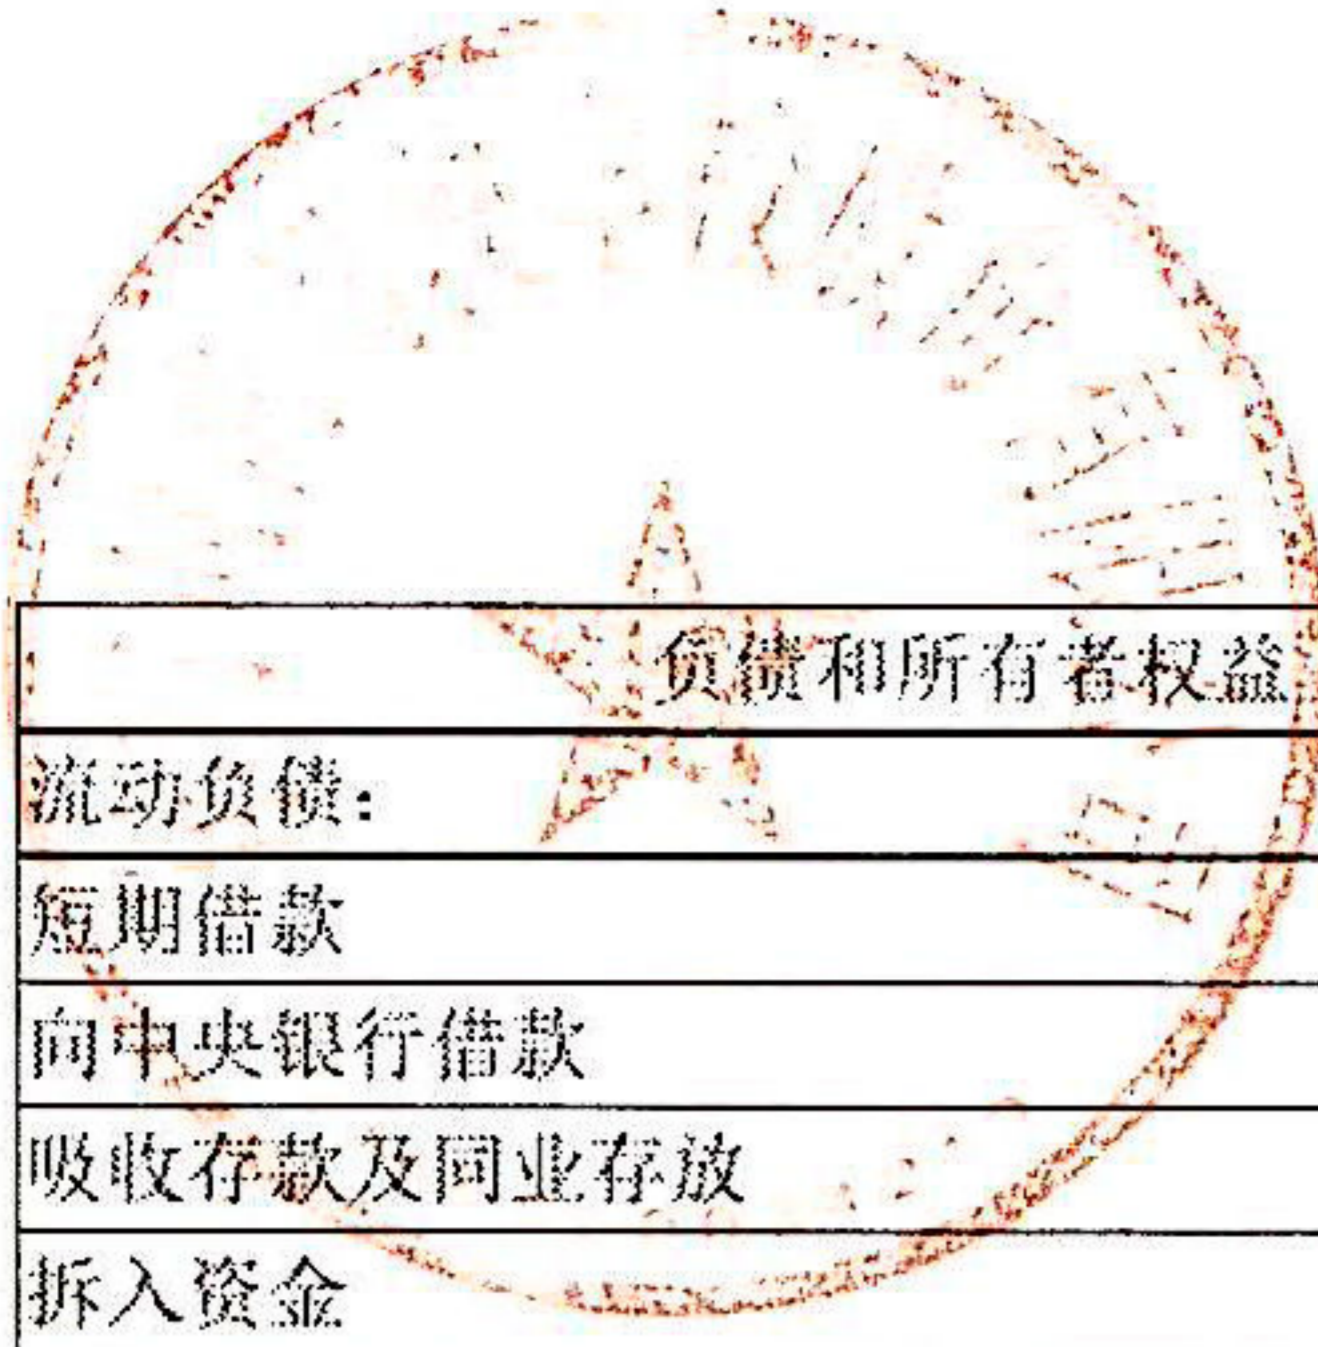 负债和所有者权益
流动负债：
短期借款
向中央银行借款
吸收存款及同业存放
拆入资金